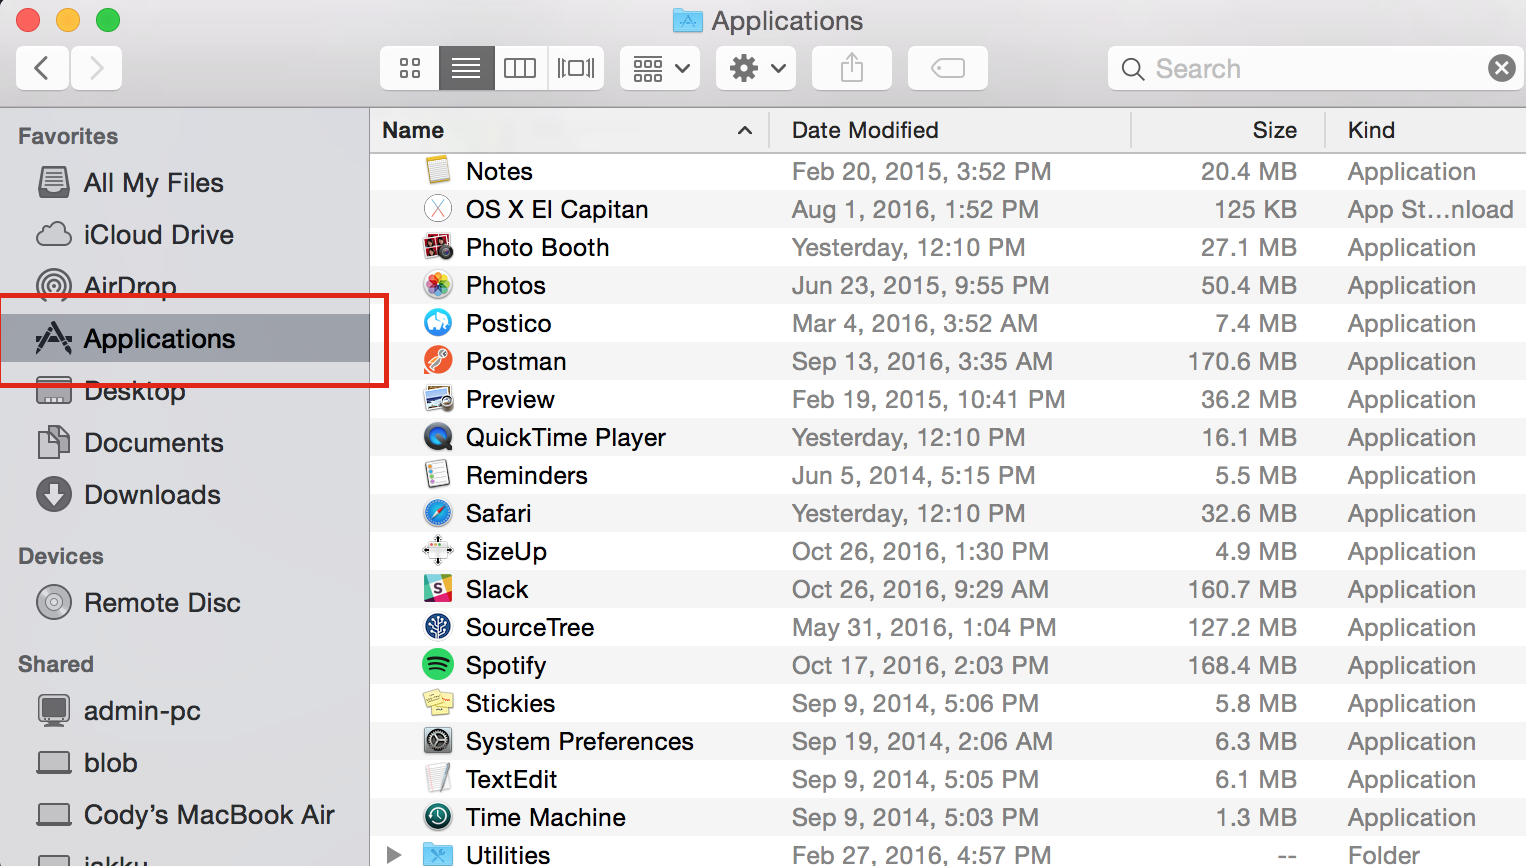 Applications
Search
Favorites
All My Files
iCloud Drive
AirDrop
Applications
Desktop
Documents
Downloads
Devices
Remote Disc
Shared
admin-pc
blob
Cody’s MacBook Air
Name Date Modified Size Kind
Notes Feb 20, 2015, 3:52 PM 20.4 MB Application
OS X El Capitan Aug 1, 2016, 1:52 PM 125 KB App St...nload
Photo Booth Yesterday, 12:10 PM 27.1 MB Application
Photos Jun 23, 2015, 9:55 PM 50.4 MB Application
Postico Mar 4, 2016, 3:52 AM 7.4 MB Application
Postman Sep 13, 2016, 3:35 AM 170.6 MB Application
Preview Feb 19, 2015, 10:41 PM 36.2 MB Application
QuickTime Player Yesterday, 12:10 PM 16.1 MB Application
Reminders Jun 5, 2014, 5:15 PM 5.5 MB Application
Safari Yesterday, 12:10 PM 32.6 MB Application
SizeUp Oct 26, 2016, 1:30 PM 4.9 MB Application
Slack Oct 26, 2016, 9:29 AM 160.7 MB Application
SourceTree May 31, 2016, 1:04 PM 127.2 MB Application
Spotify Oct 17, 2016, 2:03 PM 168.4 MB Application
Stickies Sep 9, 2014, 5:06 PM 5.8 MB Application
System Preferences Sep 19, 2014, 2:06 AM 6.3 MB Application
TextEdit Sep 9, 2014, 5:05 PM 6.1 MB Application
Time Machine Sep 9, 2014, 5:03 PM 1.3 MB Application
Utilities Feb 27, 2016, 4:57 PM -- Folder